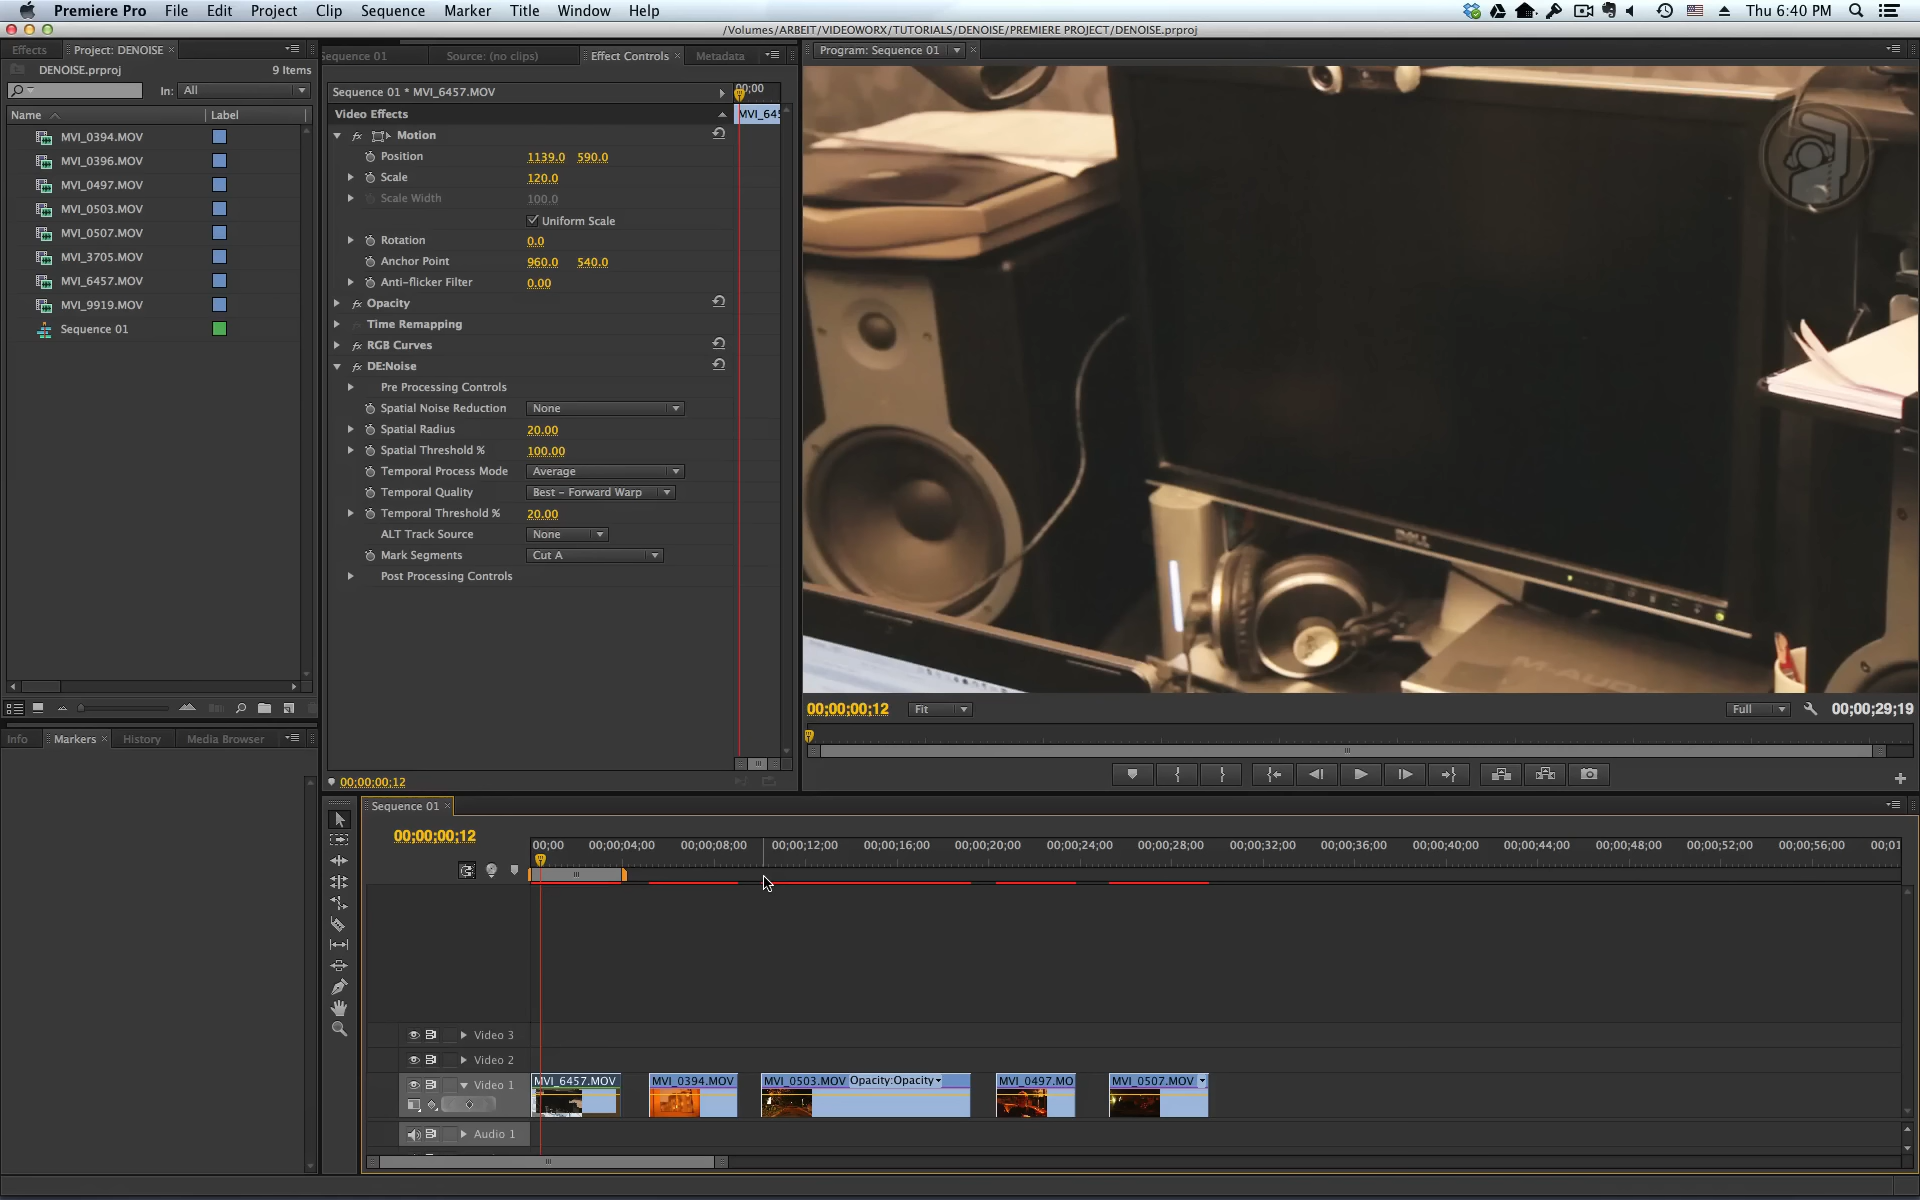 Premiere Pro File Edit Project Clip Sequence Marker Title Window Help Thu 6:40 PM
/Volumes/ARBEIT/VIDEOWORX/TUTORIALS/DENOISE/PREMIERE PROJECT/DENOISE.prproj
Effects Project: DENOISE
DENOISE.prproj 9 Items
In: All
Name Label
MVI_0394.MOV
MVI_0396.MOV
MVI_0497.MOV
MVI_0503.MOV
MVI_0507.MOV
MVI_3705.MOV
MVI_6457.MOV
MVI_9919.MOV
Sequence 01
Info Markers History Media Browser
equence 01 Source: (no clips) Effect Controls Metadata
Sequence 01 * MVI_6457.MOV 00;00
Video Effects MVI_645
Motion
Position 1139.0 590.0
Scale 120.0
Scale Width 100.0
Uniform Scale
Rotation 0.0
Anchor Point 960.0 540.0
Anti-flicker Filter 0.00
Opacity
Time Remapping
RGB Curves
DE:Noise
Pre Processing Controls
Spatial Noise Reduction None
Spatial Radius 20.00
Spatial Threshold % 100.00
Temporal Process Mode Average
Temporal Quality Best - Forward Warp
Temporal Threshold % 20.00
ALT Track Source None
Mark Segments Cut A
Post Processing Controls
00;00;00;12
Program: Sequence 01
DELL
M-AUDIO
00;00;00;12 Fit Full 00;00;29;19
Sequence 01
00;00;00;12
00;00 00;00;04;00 00;00;08;00 00;00;12;00 00;00;16;00 00;00;20;00 00;00;24;00 00;00;28;00 00;00;32;00 00;00;36;00 00;00;40;00 00;00;44;00 00;00;48;00 00;00;52;00 00;00;56;00 00;01
Video 3
Video 2
Video 1
MVI_6457.MOV MVI_0394.MOV MVI_0503.MOV Opacity:Opacity MVI_0497.MO MVI_0507.MOV
Audio 1